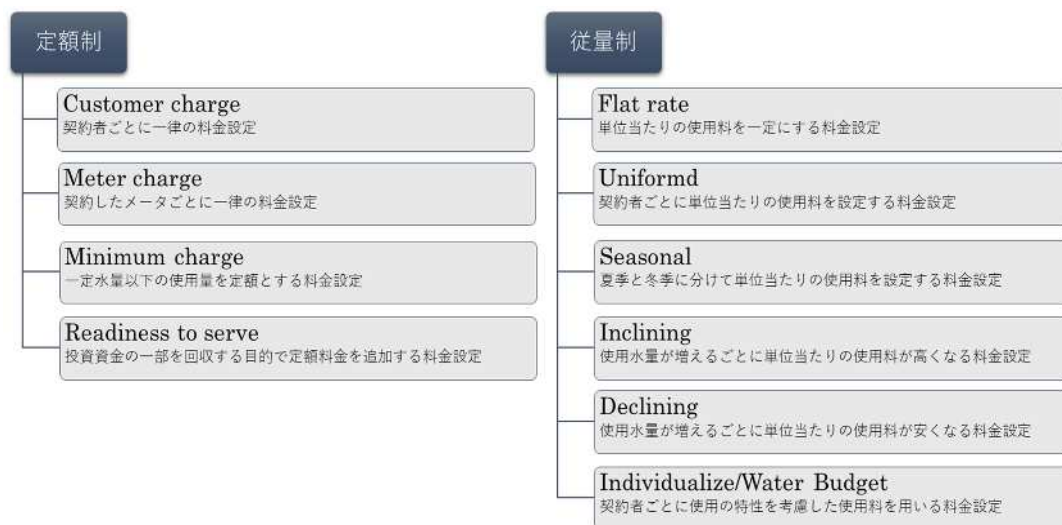 定額制
Customer charge
契約者ごとに一律の料金設定
Meter charge
契約したメータごとに一律の料金設定
Minimum charge
一定水量以下の使用量を定額とする料金設定
Readiness to serve
投資資金の一部を回収する目的で定額料金を追加する料金設定
従量制
Flat rate
単位当たりの使用料を一定にする料金設定
Uniformd
契約者ごとに単位当たりの使用料を設定する料金設定
Seasonal
夏季と冬季に分けて単位当たりの使用料を設定する料金設定
Inclining
使用水量が増えるごとに単位当たりの使用料が高くなる料金設定
Declining
使用水量が増えるごとに単位当たりの使用料が安くなる料金設定
Individualize/Water Budget
契約者ごとに使用の特性を考慮した使用料を用いる料金設定